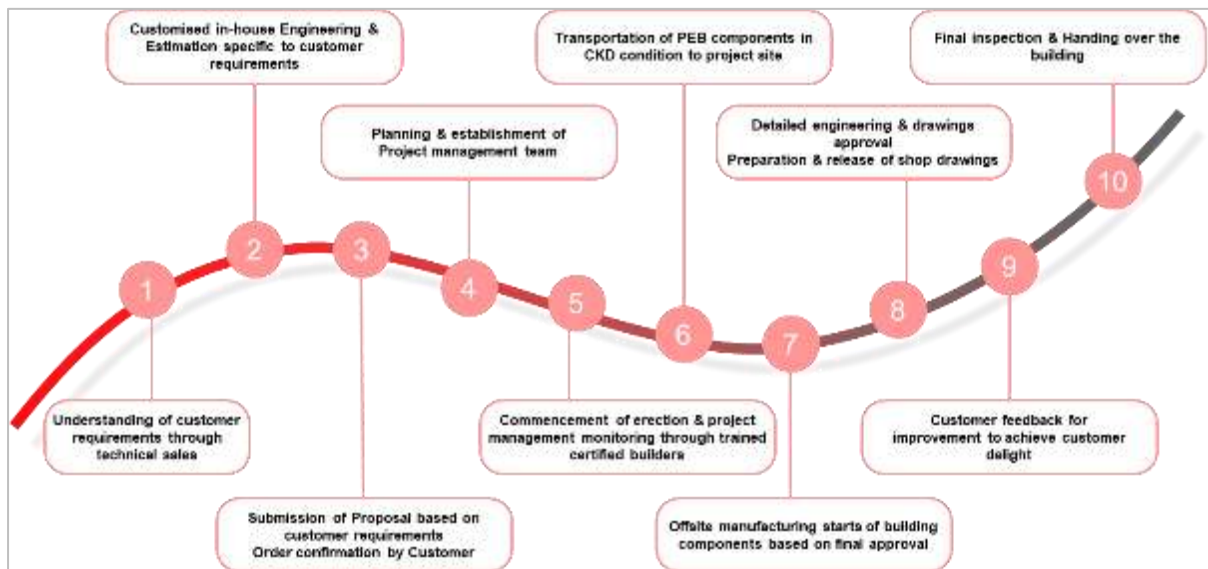 Customised in-house Engineering &
Estimation specific to customer
requirements
Transportation of PEB components in
CKD condition to project site
Final inspection & Handing over the
building
Planning & establishment of
Project management team
Detailed engineering & drawings
approval
Preparation & release of shop drawings
1
2
3
4
5
6
7
8
9
10
Understanding of customer
requirements through
technical sales
Commencement of erection & project
management monitoring through trained
certified builders
Customer feedback for
improvement to achieve customer
delight
Submission of Proposal based on
customer requirements
Order confirmation by Customer
Offsite manufacturing starts of building
components based on final approval